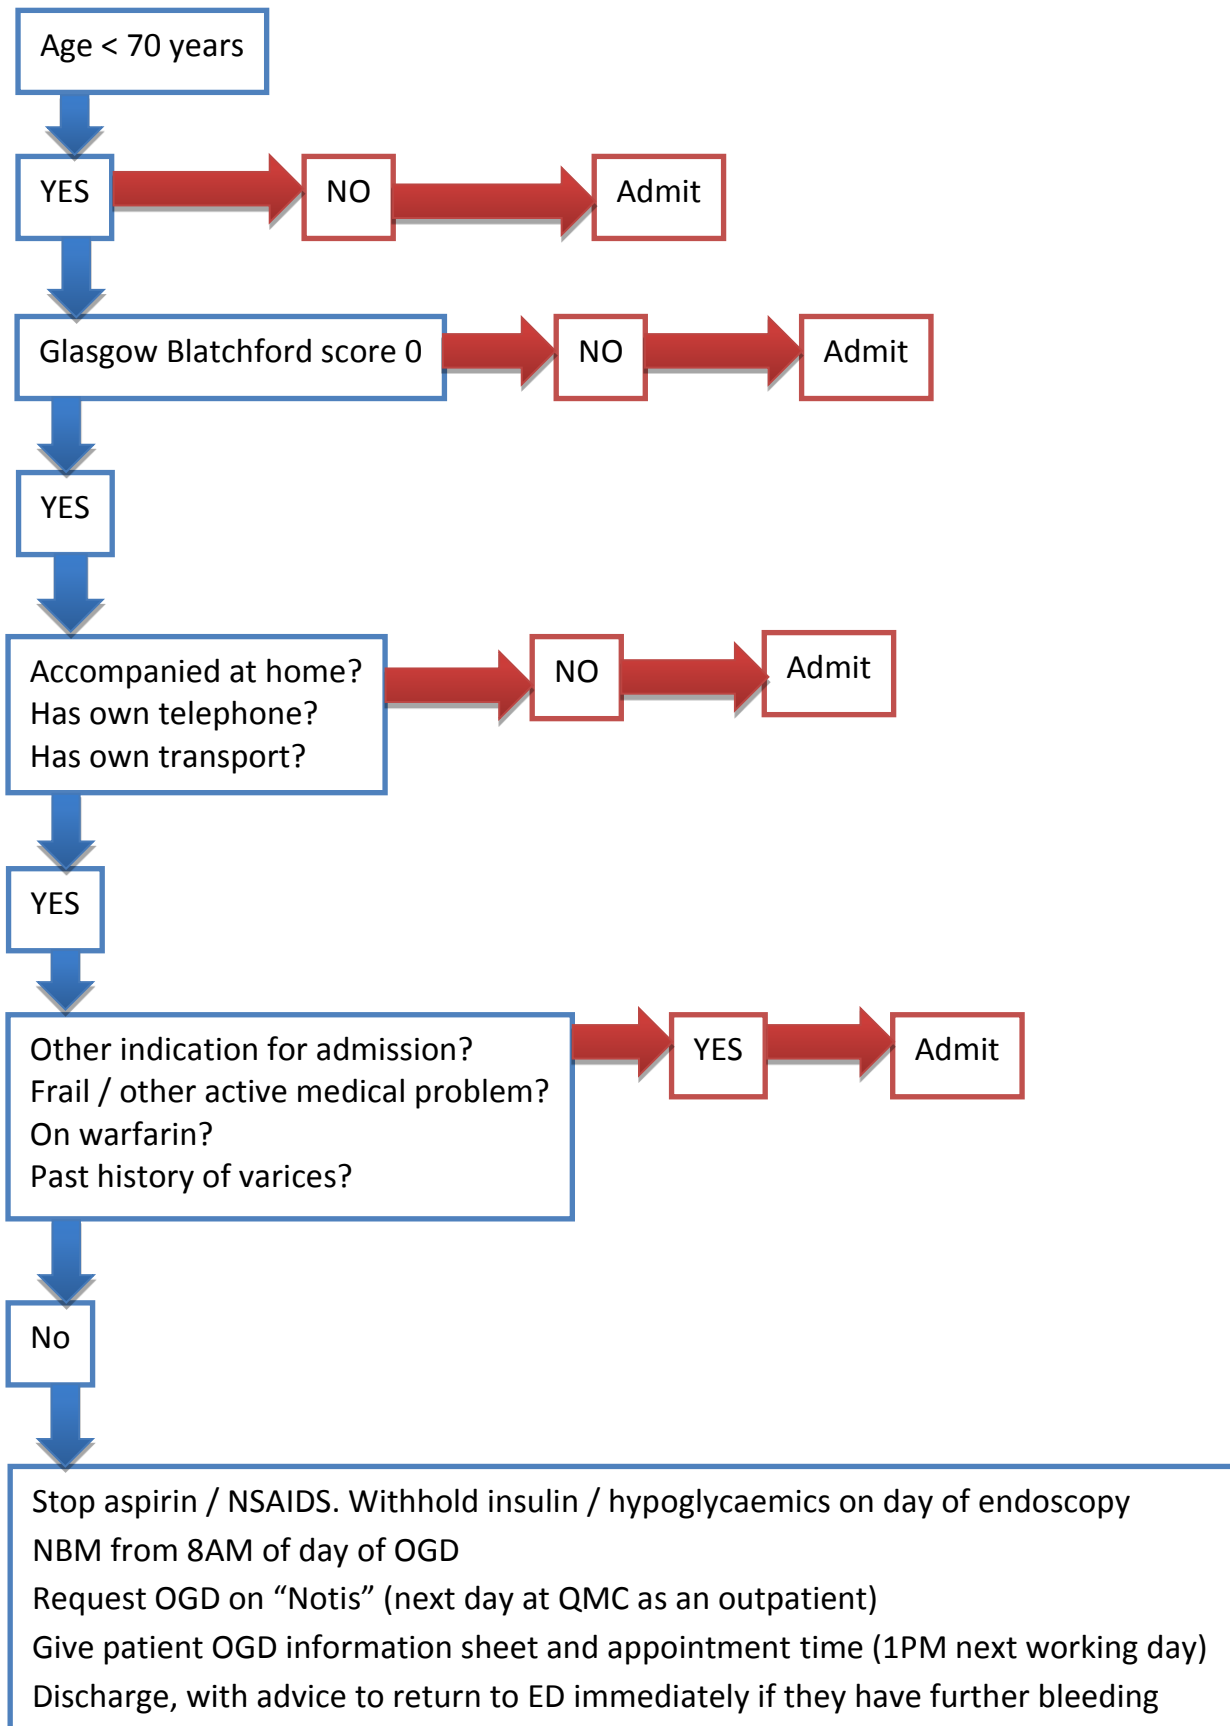 Age < 70 years
YES
NO
Admit
Glasgow Blatchford score 0
NO
Admit
YES
Accompanied at home?
Has own telephone?
Has own transport?
NO
Admit
YES
Other indication for admission?
Frail / other active medical problem?
On warfarin?
Past history of varices?
YES
Admit
No
Stop aspirin / NSAIDS. Withhold insulin / hypoglycaemics on day of endoscopy
NBM from 8AM of day of OGD
Request OGD on “Notis” (next day at QMC as an outpatient)
Give patient OGD information sheet and appointment time (1PM next working day)
Discharge, with advice to return to ED immediately if they have further bleeding